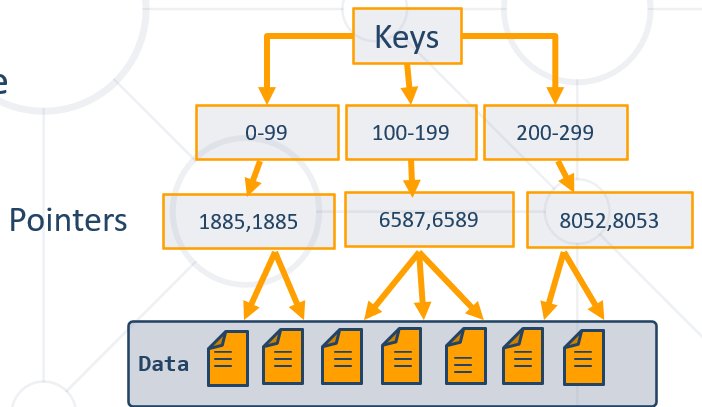 Keys
e
0-99
100-199
200-299
Pointers
1885,1885
6587,6589
8052,8053
Data